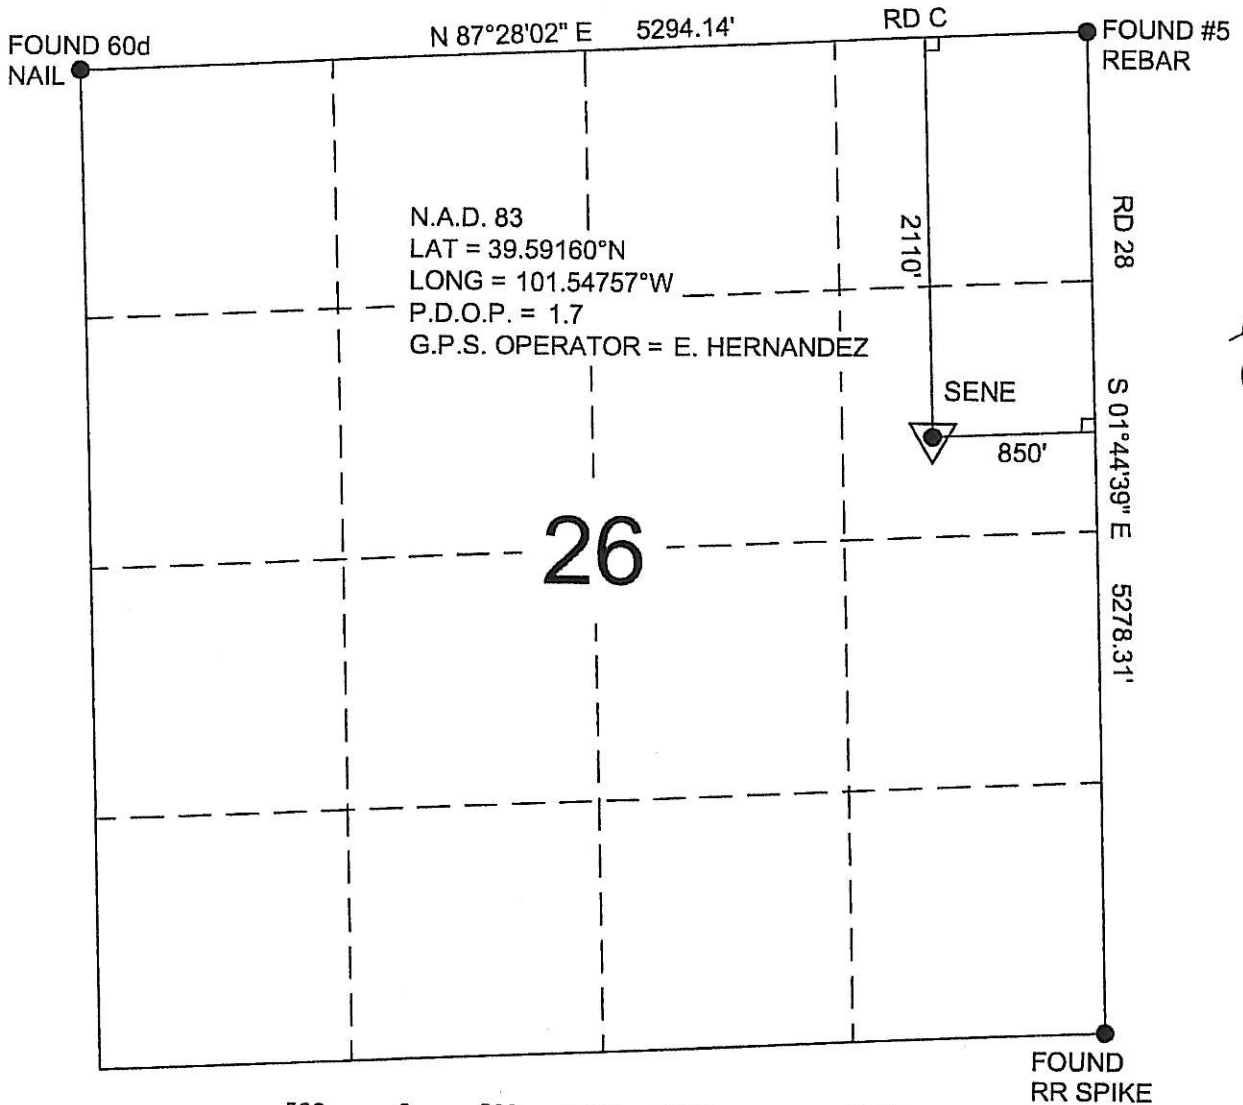 FOUND 60d
NAIL
N 87°28'02" E 5294.14'
RD C
FOUND #5
REBAR
N.A.D. 83
LAT = 39.59160°N
LONG = 101.54757°W
P.D.O.P. = 1.7
G.P.S. OPERATOR = E. HERNANDEZ
2110'
RD 28
SENE
850'
S 01°44'39" E 5278.31'
26
FOUND
RR SPIKE